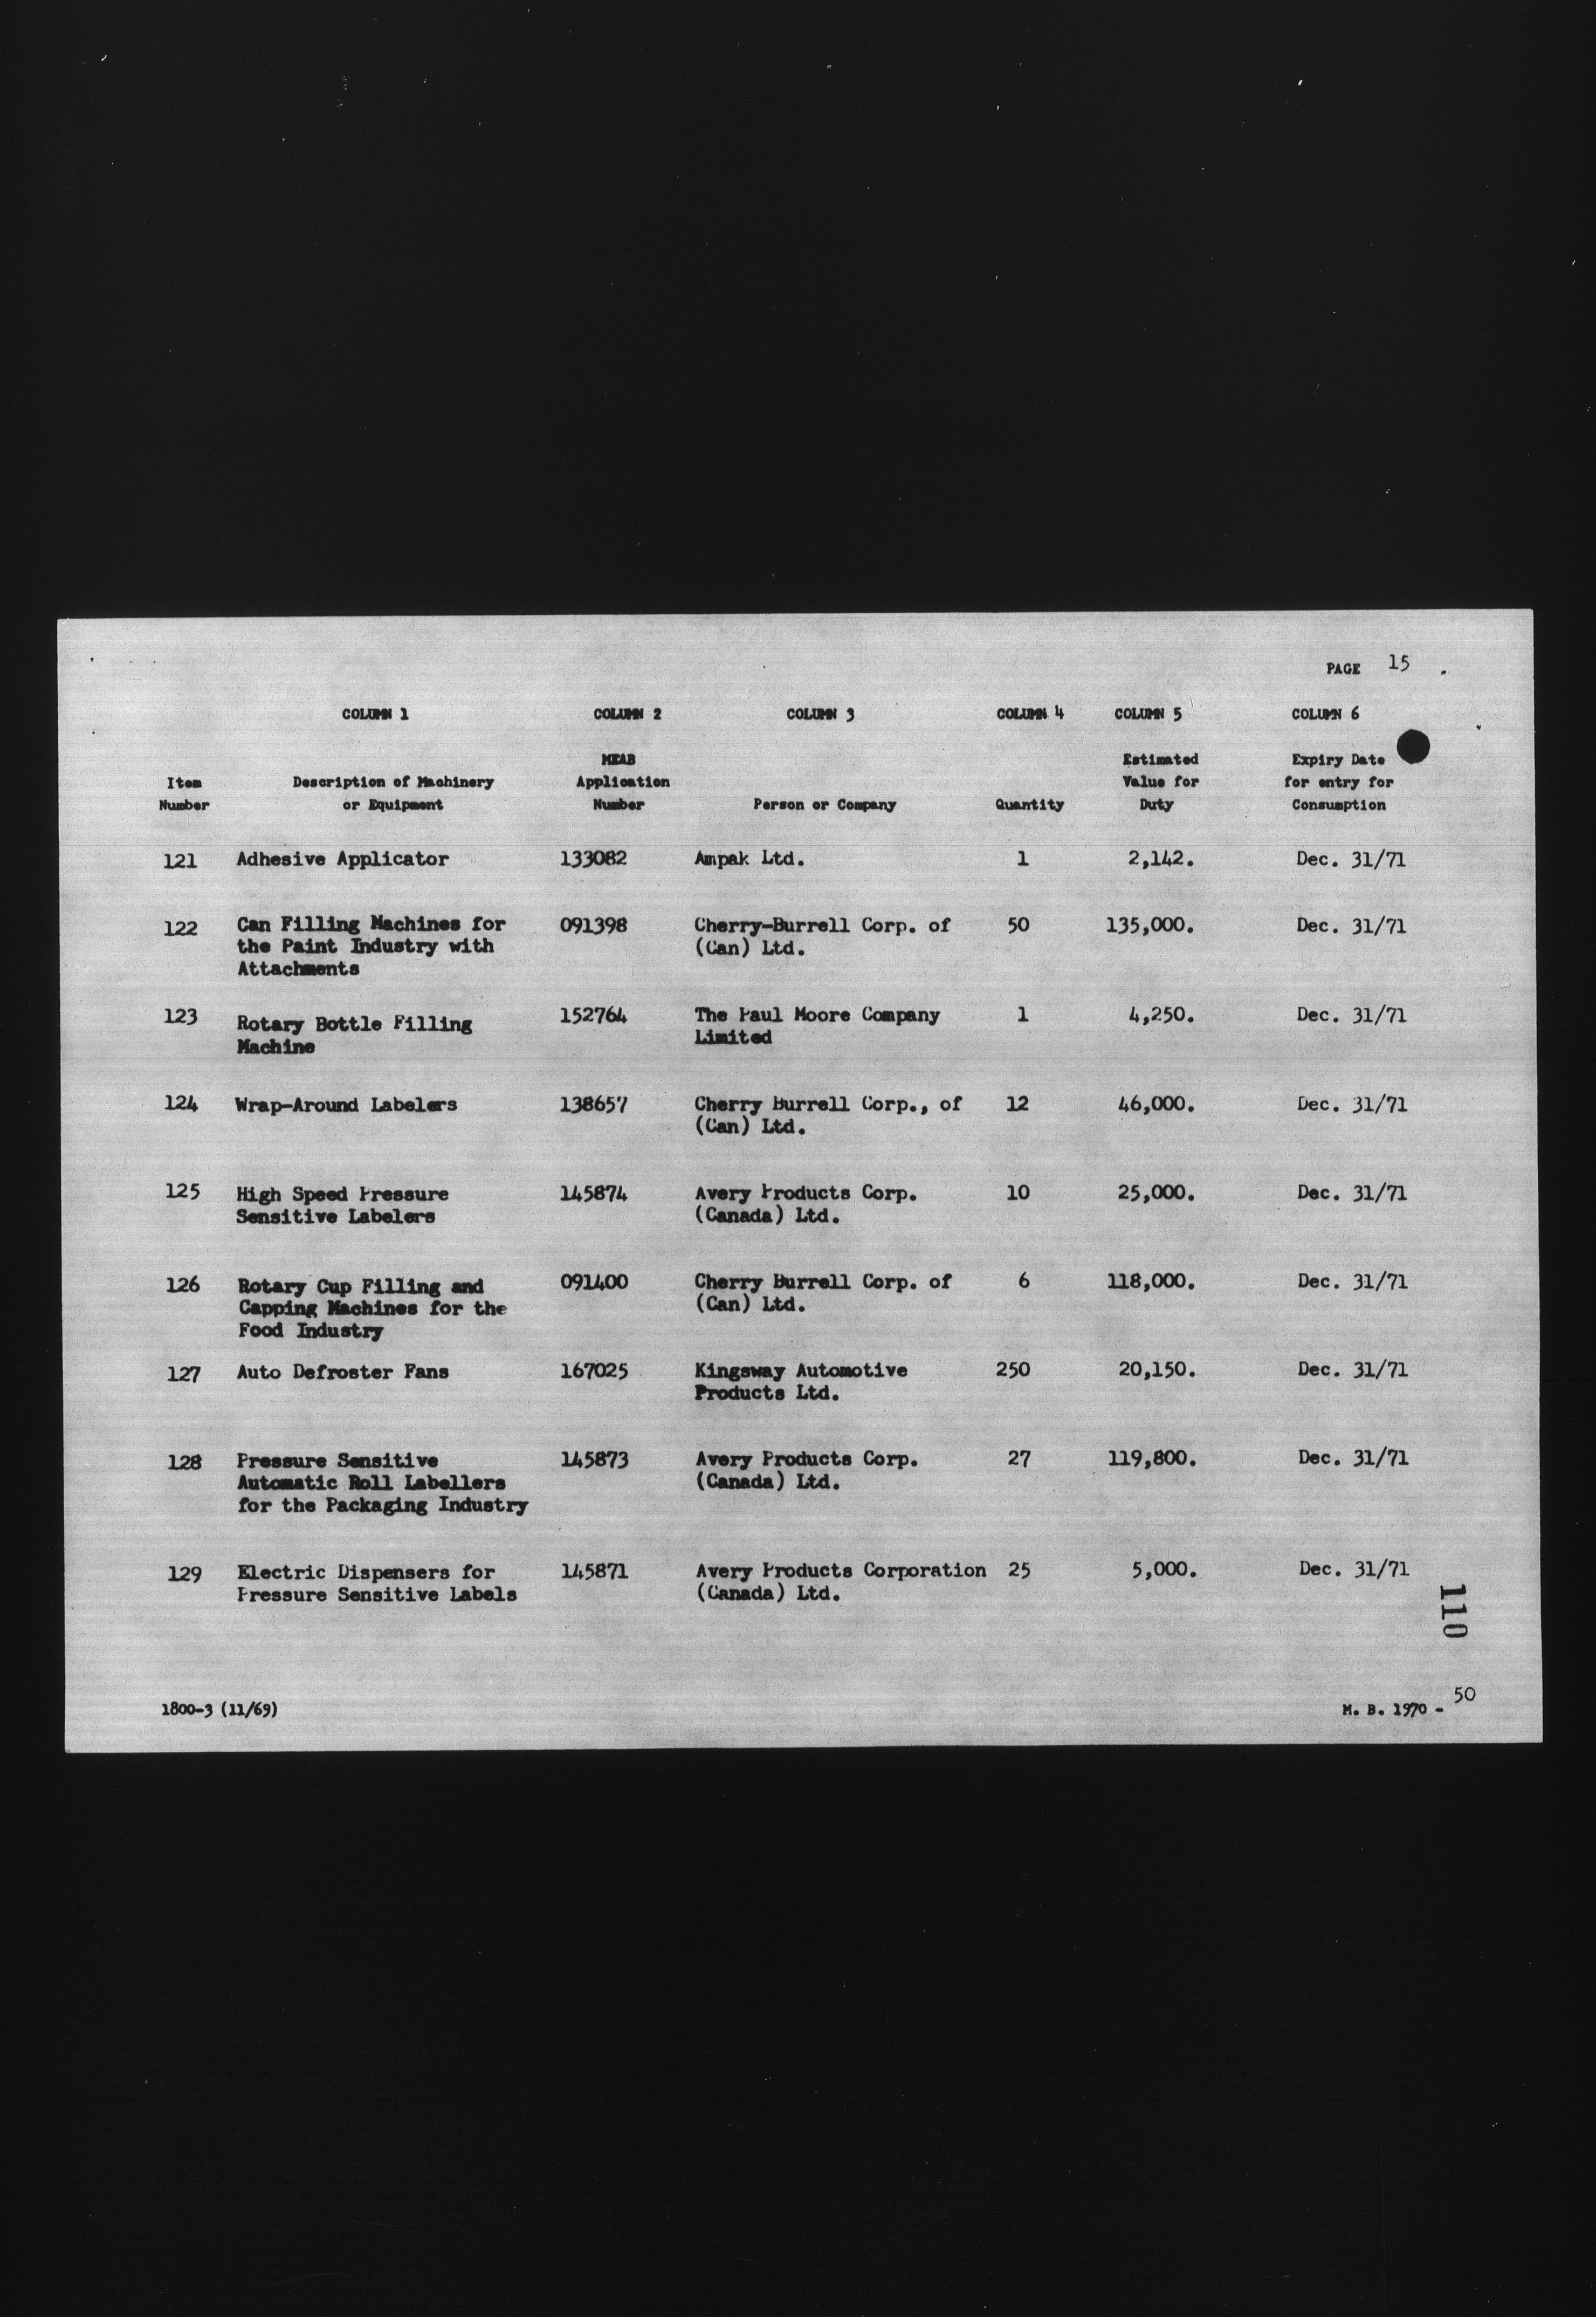 PAGE 15
COLUMN 1 COLUMN 2 COLUMN 3 COLUMN 4 COLUMN 5 COLUMN 6
MEAB Estimated Expiry Date
Item Description of Machinery Application Value for for entry for
Number or Equipment Number Person or Company Quantity Duty Consumption
121 Adhesive Applicator 133082 Ampak Ltd. 1 2,142. Dec. 31/71
122 Can Filling Machines for 091398 Cherry-Burrell Corp. of 50 135,000. Dec. 31/71
the Paint Industry with (Can) Ltd.
Attachments
123 Rotary Bottle Filling 152764 The Paul Moore Company 1 4,250. Dec. 31/71
Machine Limited
124 Wrap-Around Labelers 138657 Cherry Burrell Corp., of 12 46,000. Dec. 31/71
(Can) Ltd.
125 High Speed Pressure 145874 Avery Products Corp. 10 25,000. Dec. 31/71
Sensitive Labelers (Canada) Ltd.
126 Rotary Cup Filling and 091400 Cherry Burrell Corp. of 6 118,000. Dec. 31/71
Capping Machines for the (Can) Ltd.
Food Industry
127 Auto Defroster Fans 167025 Kingsway Automotive 250 20,150. Dec. 31/71
Products Ltd.
128 Pressure Sensitive 145873 Avery Products Corp. 27 119,800. Dec. 31/71
Automatic Roll Labellers (Canada) Ltd.
for the Packaging Industry
129 Electric Dispensers for 145871 Avery Products Corporation 25 5,000. Dec. 31/71
Pressure Sensitive Labels (Canada) Ltd.
110
1800-3 (11/69) M. B. 1970 - 50